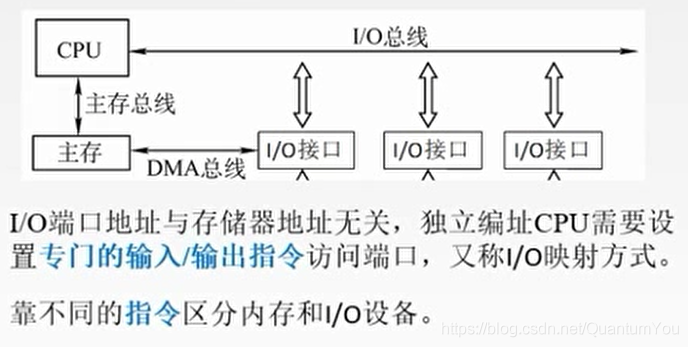 I/O总线
CPU
主存总线
主存
DMA总线
I/O接口
I/O接口
I/O接口
I/O端口地址与存储器地址无关，独立编址CPU需要设
置专门的输入/输出指令访问端口，又称I/O映射方式。
靠不同的指令区分内存和I/O设备。
https://blog.csdn.net/QuantumYou